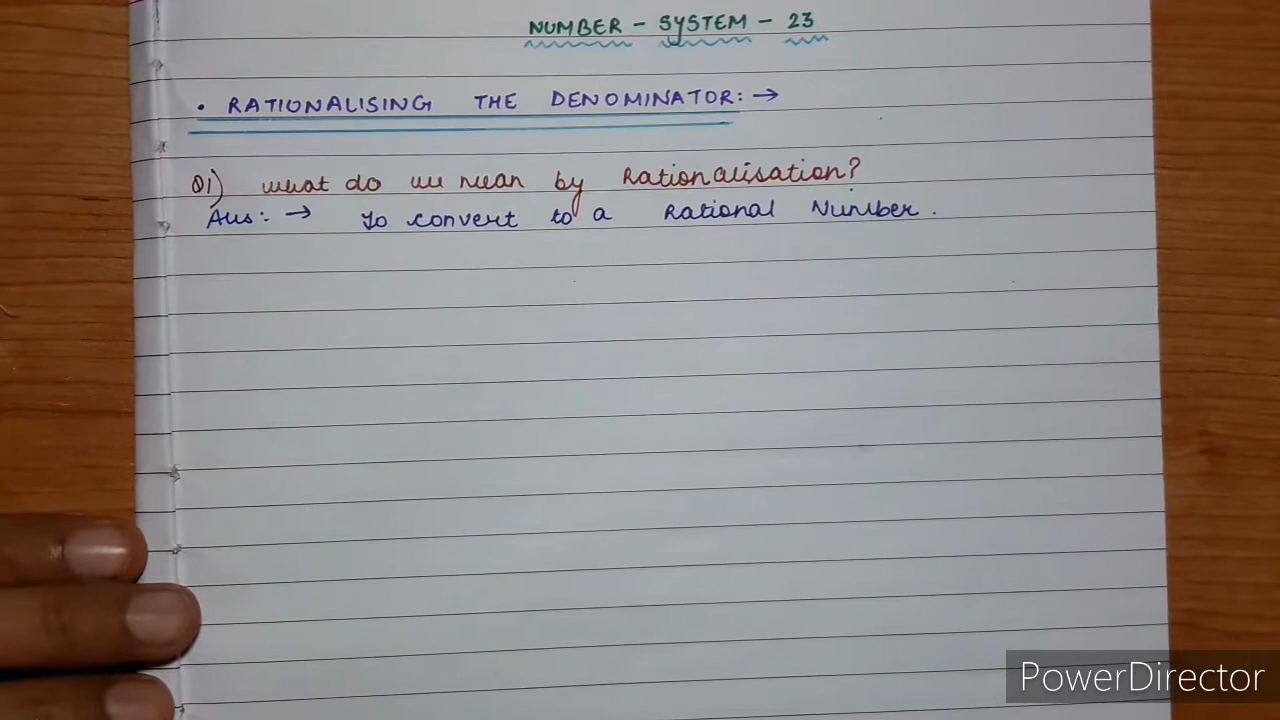 NUMBER - SYSTEM - 23
• RATIONALISING THE DENOMINATOR: →
Q1) What do we mean by Rationalisation?
Ans: → To convert to a Rational Number.
PowerDirector